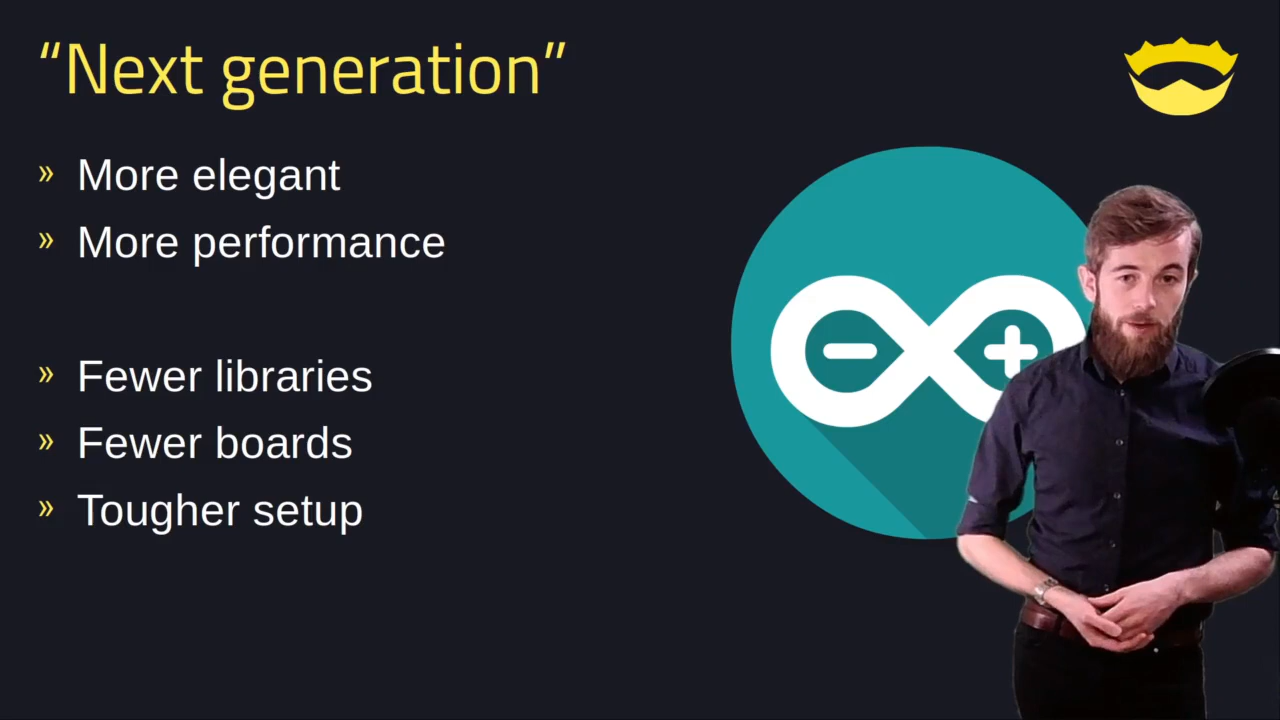 “Next generation”
» More elegant
» More performance
» Fewer libraries
» Fewer boards
» Tougher setup